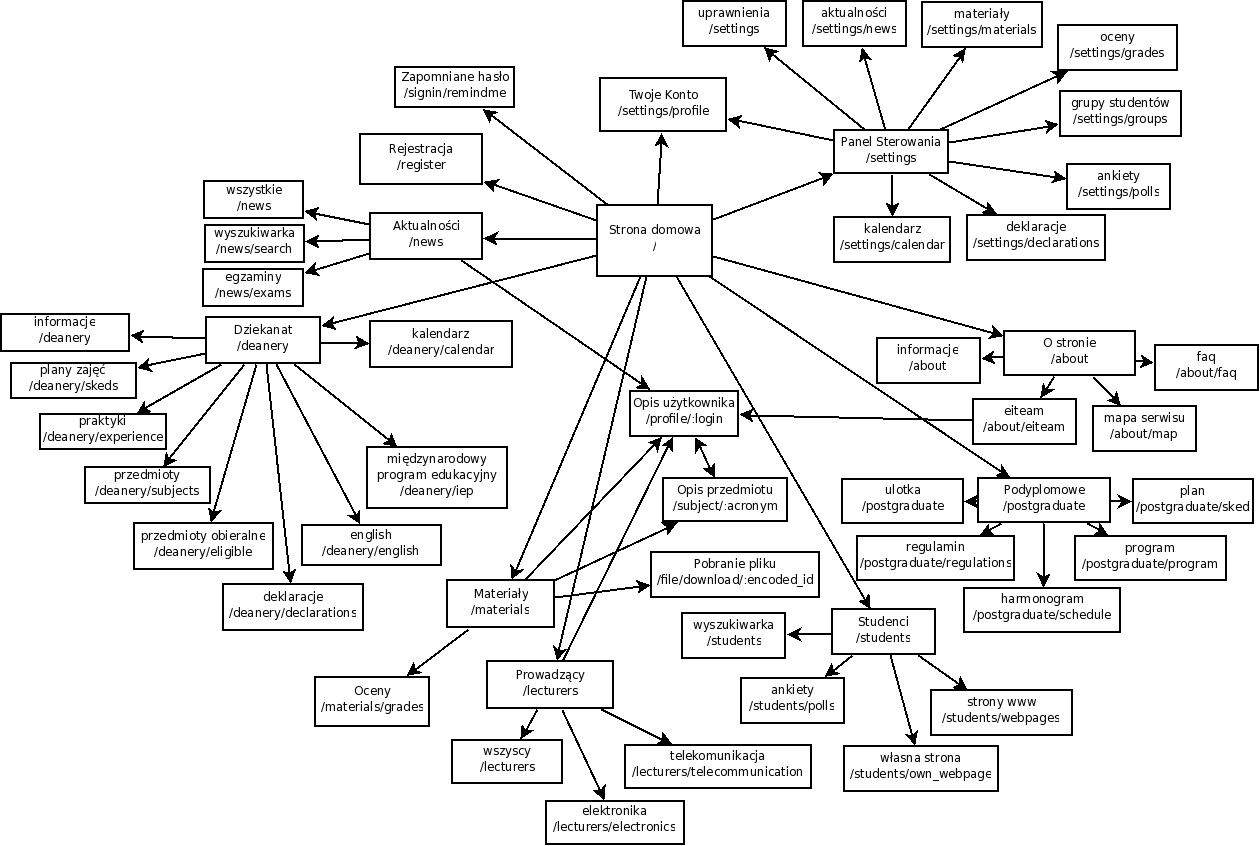 uprawnienia
/settings
aktualności
/settings/news
materiały
/settings/materials
oceny
/settings/grades
Zapomniane hasło
/signin/remindme
Twoje Konto
/settings/profile
grupy studentów
/settings/groups
Panel Sterowania
/settings
Rejestracja
/register
ankiety
/settings/polls
wszystkie
/news
Aktualności
/news
Strona domowa
/
kalendarz
/settings/calendar
deklaracje
/settings/declarations
wyszukiwarka
/news/search
egzaminy
/news/exams
informacje
/deanery
Dziekanat
/deanery
kalendarz
/deanery/calendar
informacje
/about
O stronie
/about
faq
/about/faq
plany zajęć
/deanery/skeds
Opis użytkownika
/profile/:login
eiteam
/about/eiteam
mapa serwisu
/about/map
praktyki
/deanery/experience
międzynarodowy
program edukacyjny
/deanery/iep
przedmioty
/deanery/subjects
Opis przedmiotu
/subject/:acronym
ulotka
/postgraduate
Podyplomowe
/postgraduate
plan
/postgraduate/sked
przedmioty obieralne
/deanery/eligible
english
/deanery/english
regulamin
/postgraduate/regulations
program
/postgraduate/program
deklaracje
/deanery/declarations
Materiały
/materials
Pobranie pliku
/file/download/:encoded_id
harmonogram
/postgraduate/schedule
wyszukiwarka
/students
Studenci
/students
Oceny
/materials/grades
Prowadzący
/lecturers
ankiety
/students/polls
strony www
/students/webpages
wszyscy
/lecturers
telekomunikacja
/lecturers/telecommunication
własna strona
/students/own_webpage
elektronika
/lecturers/electronics